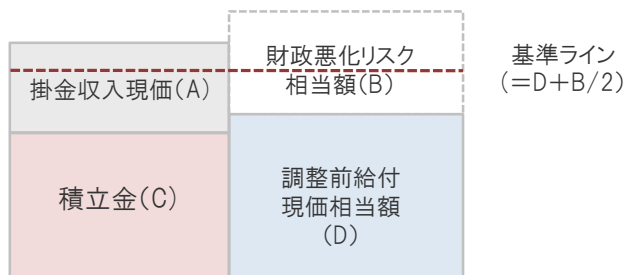 掛金収入現価(A)
財政悪化リスク
相当額(B)
基準ライン
(＝D＋B/2)
積立金(C)
調整前給付
現価相当額
(D)